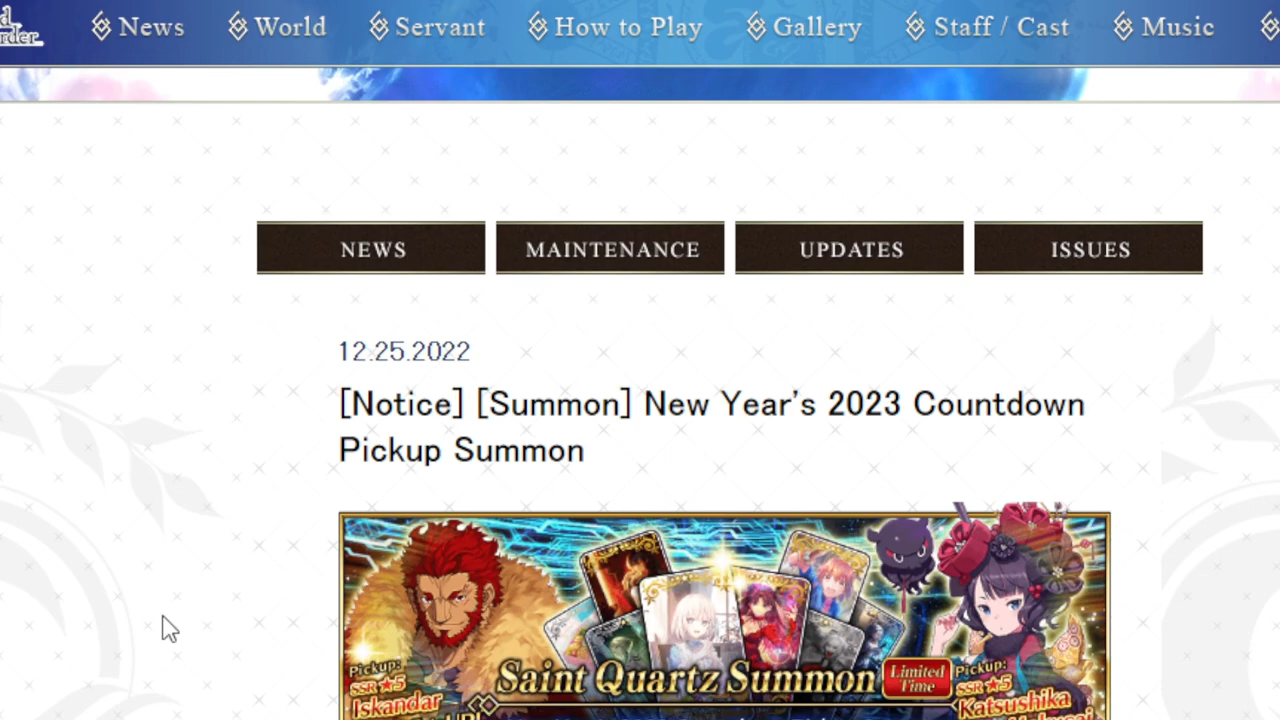 News World Servant How to Play Gallery Staff / Cast Music
NEWS MAINTENANCE UPDATES ISSUES
12.25.2022
[Notice] [Summon] New Year's 2023 Countdown
Pickup Summon
Saint Quartz Summon
Limited
Time
Pickup:
SSR ★5
Iskandar
Pickup:
SSR ★5
Katsushika